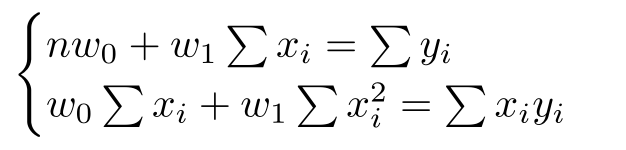 nw₀ + w₁ ∑ xᵢ = ∑ yᵢ
w₀ ∑ xᵢ + w₁ ∑ xᵢ² = ∑ xᵢyᵢ